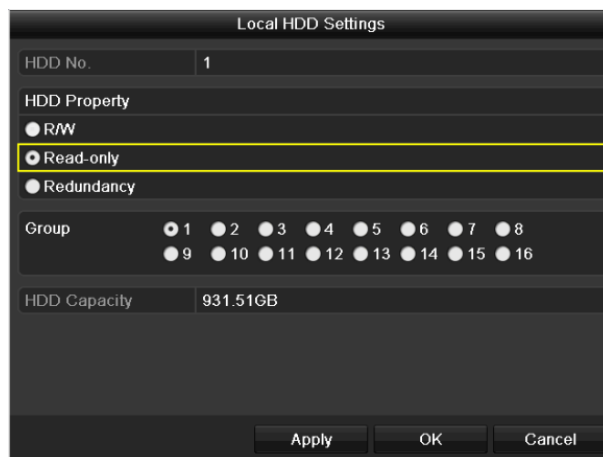 Local HDD Settings
HDD No. 1
HDD Property
R/W
Read-only
Redundancy
Group 1 2 3 4 5 6 7 8
9 10 11 12 13 14 15 16
HDD Capacity 931.51GB
Apply OK Cancel